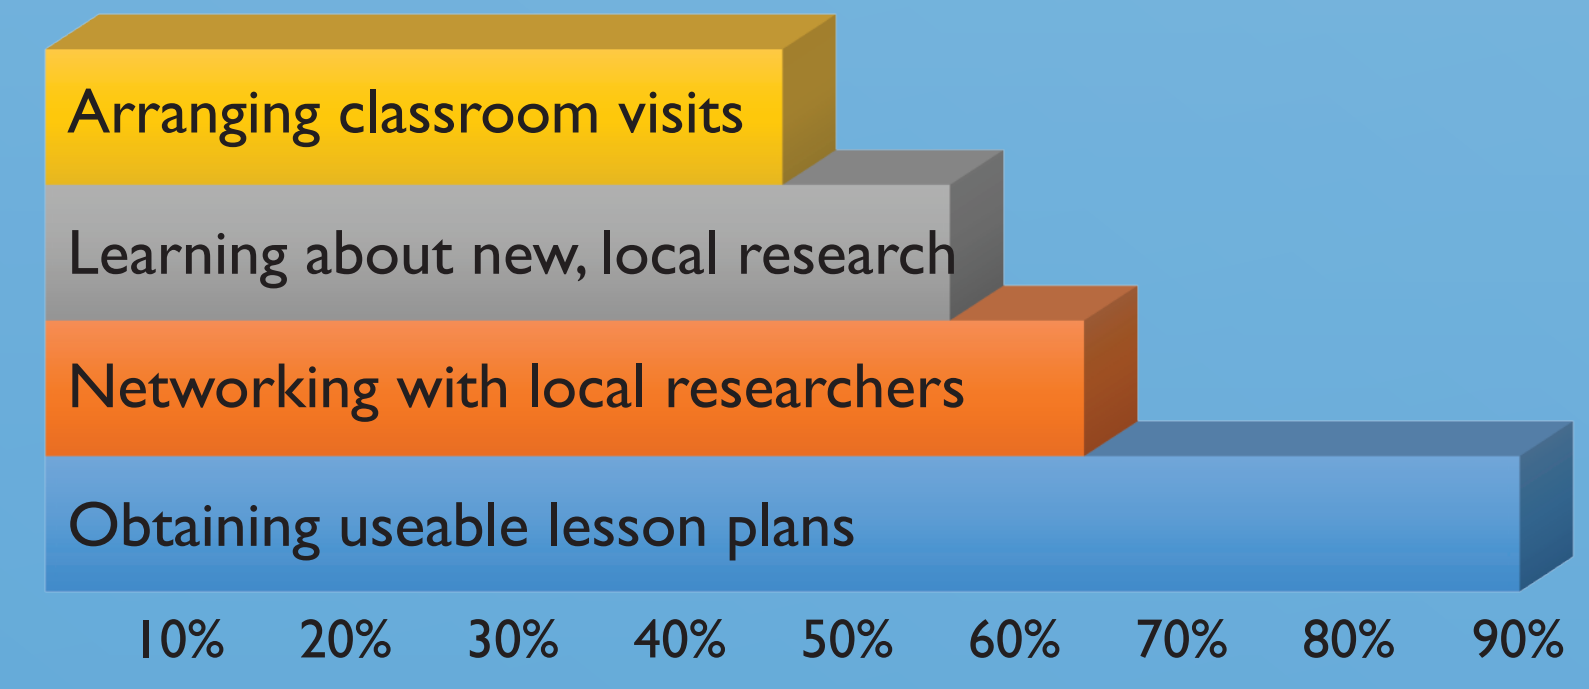 Arranging classroom visits
Learning about new, local research
Networking with local researchers
Obtaining useable lesson plans
10% 20% 30% 40% 50% 60% 70% 80% 90%